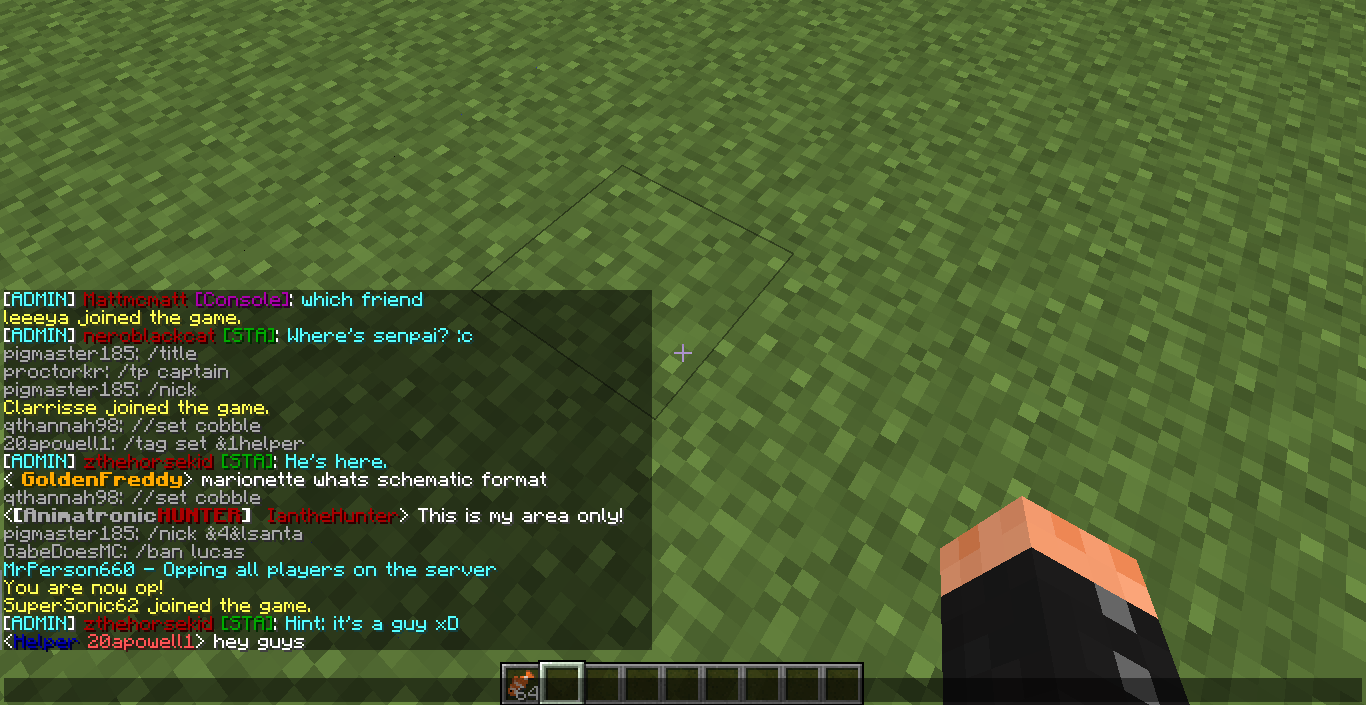 [ADMIN] Mattmcmatt [Console]: which friend
leeeya joined the game.
[ADMIN] neroblackcat [STA]: Where's senpai? :c
pigmaster185: /title
proctorkr: /tp captain
pigmaster185: /nick
Clarrisse joined the game.
qthannah98: //set cobble
20apowell1: /tag set &1helper
[ADMIN] zthehorsekid [STA]: He's here.
< GoldenFreddy> marionette whats schematic format
qthannah98: //set cobble
<[AnimatronicHUNTER] IantheHunter> This is my area only!
pigmaster185: /nick &4&lsanta
GabeDoesMC: /ban lucas
MrPerson660 - Opping all players on the server
You are now op!
SuperSonic62 joined the game.
[ADMIN] zthehorsekid [STA]: Hint: it's a guy xD
<Helper 20apowell1> hey guys
64